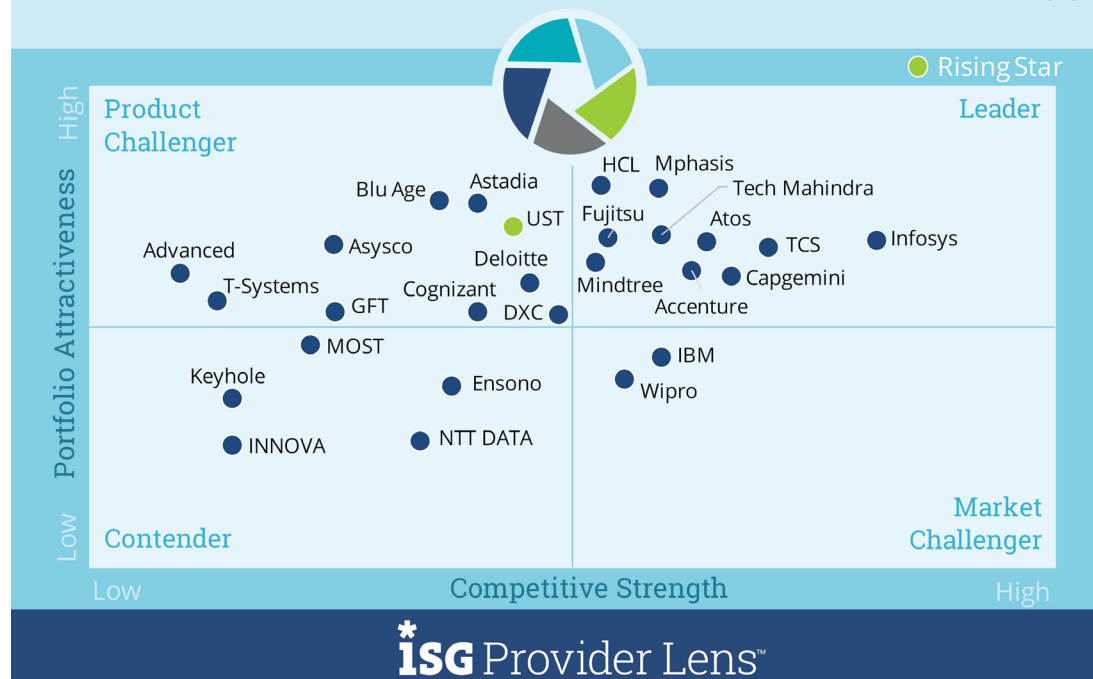 Rising Star
High
Product
Challenger
Leader
HCL
Mphasis
Blu Age
Astadia
Tech Mahindra
UST
Fujitsu
Atos
Advanced
Asysco
Deloitte
TCS
Infosys
T-Systems
Cognizant
Mindtree
Capgemini
GFT
DXC
Accenture
MOST
IBM
Keyhole
Ensono
Wipro
INNOVA
NTT DATA
Portfolio Attractiveness
Low
Contender
Market
Challenger
Low
Competitive Strength
High
*ISG Provider Lens™